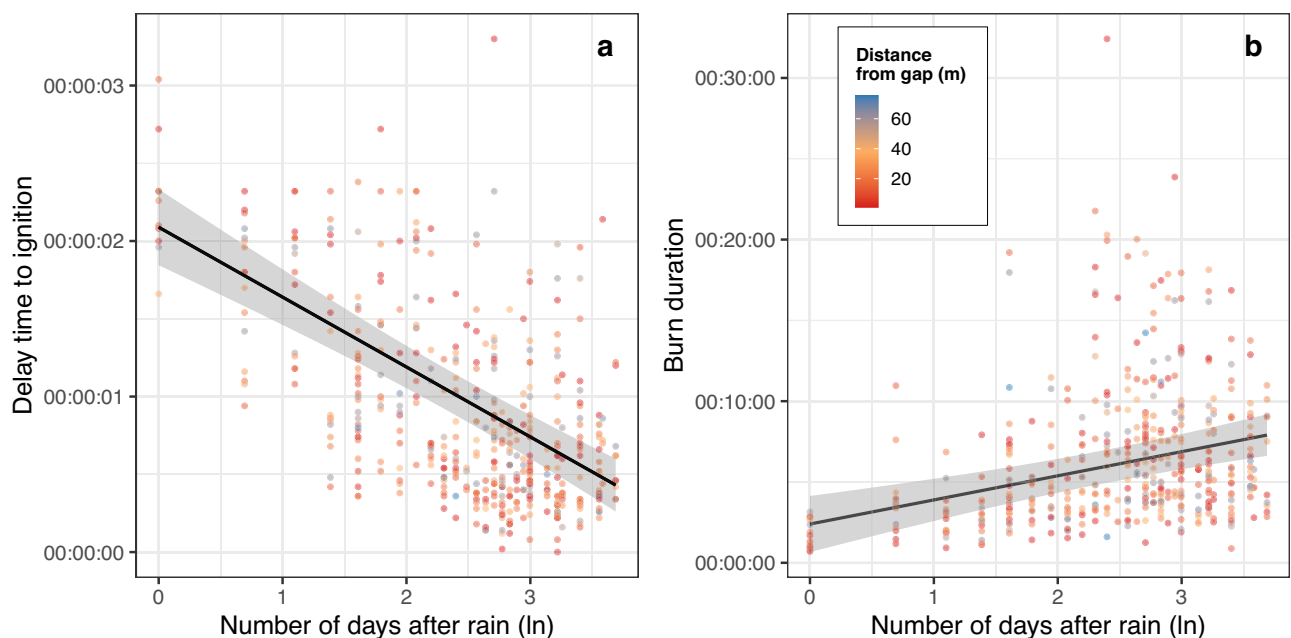 a
00:00:03
00:00:02
00:00:01
00:00:00
Delay time to ignition
0 1 2 3
Number of days after rain (ln)
b
Distance
from gap (m)
60
40
20
00:30:00
00:20:00
00:10:00
00:00:00
Burn duration
0 1 2 3
Number of days after rain (ln)